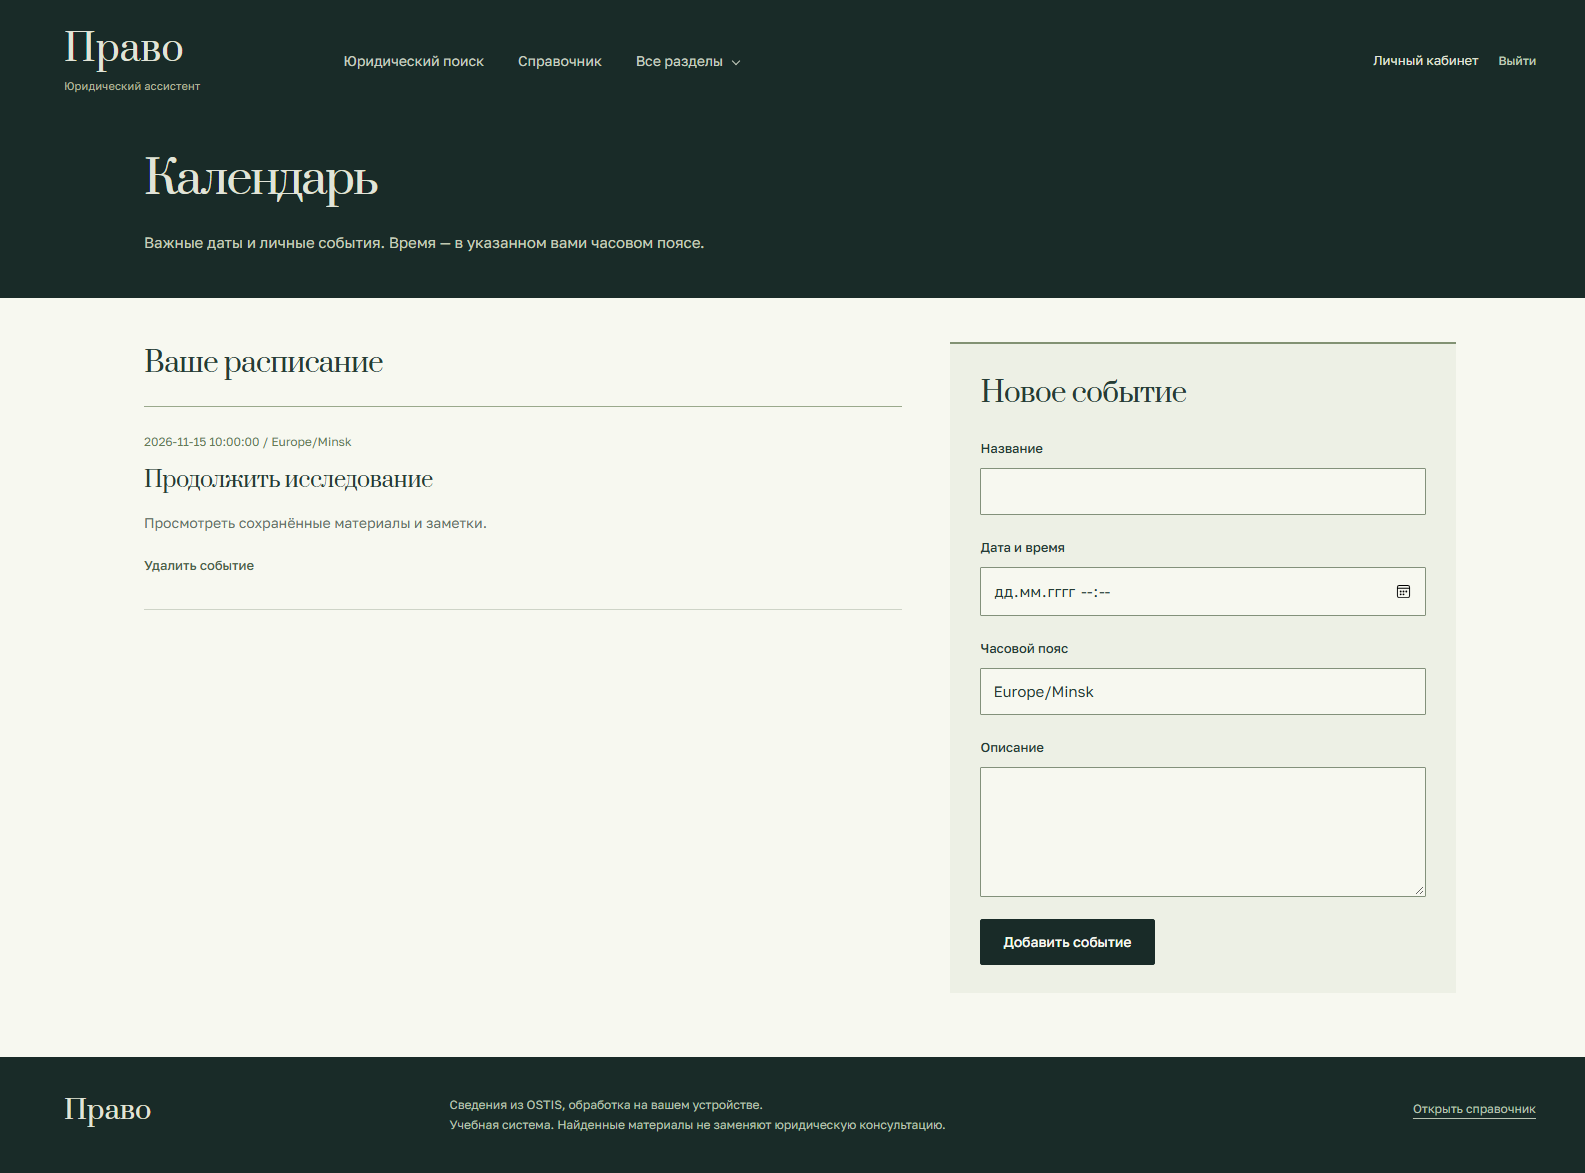 Право
Юридический ассистент
Юридический поиск
Справочник
Все разделы
Личный кабинет
Выйти
Календарь
Важные даты и личные события. Время — в указанном вами часовом поясе.
Ваше расписание
2026-11-15 10:00:00 / Europe/Minsk
Продолжить исследование
Просмотреть сохранённые материалы и заметки.
Удалить событие
Новое событие
Название
Дата и время
дд.мм.гггг --:--
Часовой пояс
Europe/Minsk
Описание
Добавить событие
Право
Сведения из OSTIS, обработка на вашем устройстве.
Учебная система. Найденные материалы не заменяют юридическую консультацию.
Открыть справочник